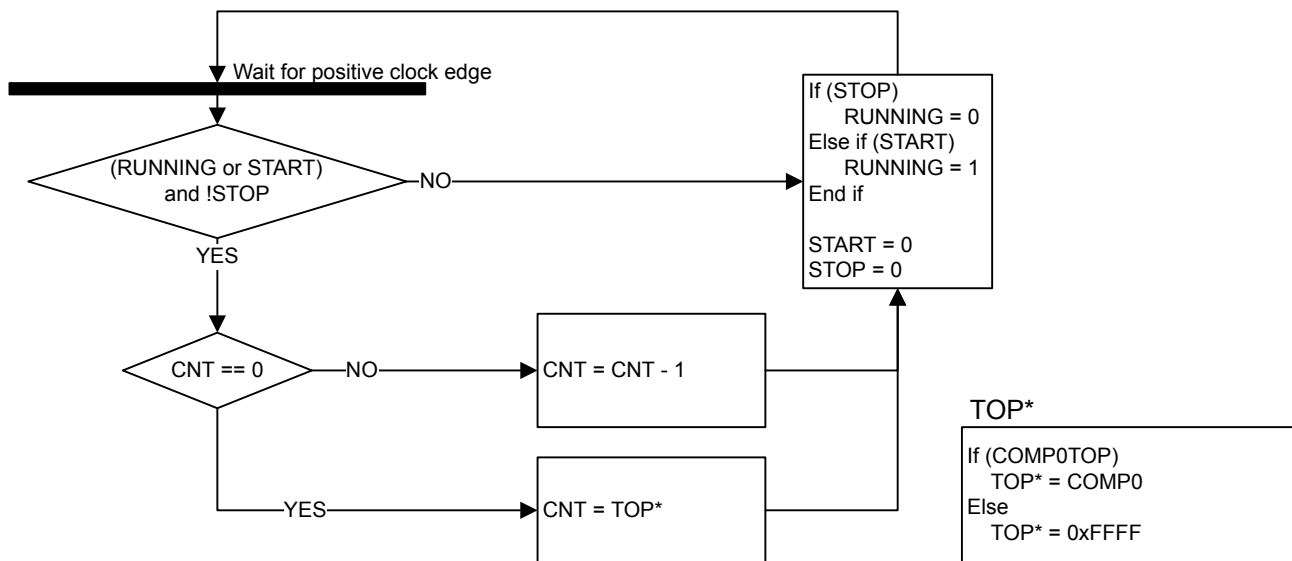 Wait for positive clock edge
(RUNNING or START)
and !STOP
NO
YES
If (STOP)
RUNNING = 0
Else if (START)
RUNNING = 1
End if
START = 0
STOP = 0
CNT == 0
NO
CNT = CNT - 1
YES
CNT = TOP*
TOP*
If (COMP0TOP)
TOP* = COMP0
Else
TOP* = 0xFFFF